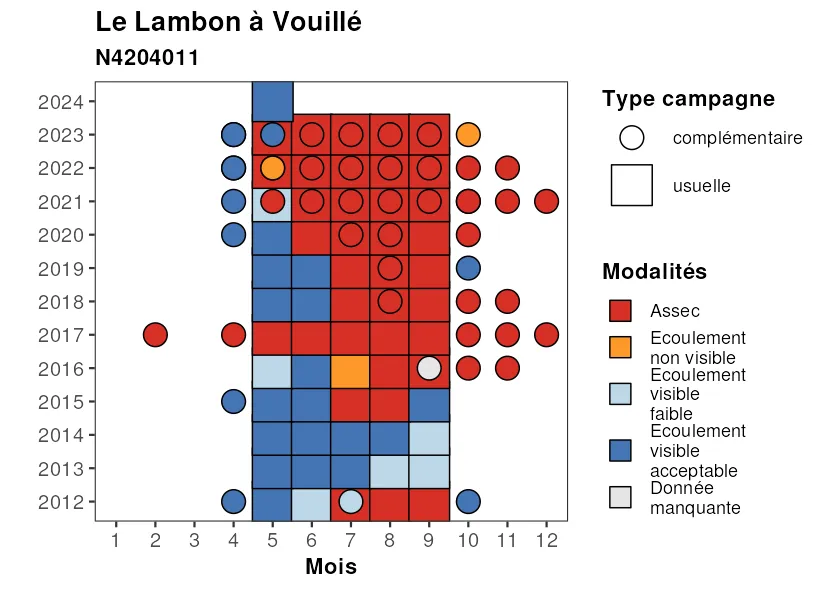 Le Lambon à Vouillé
N4204011
2024
2023
2022
2021
2020
2019
2018
2017
2016
2015
2014
2013
2012
1 2 3 4 5 6 7 8 9 10 11 12
Mois
Type campagne
complémentaire
usuelle
Modalités
Assec
Ecoulement
non visible
Ecoulement
visible
faible
Ecoulement
visible
acceptable
Donnée
manquante